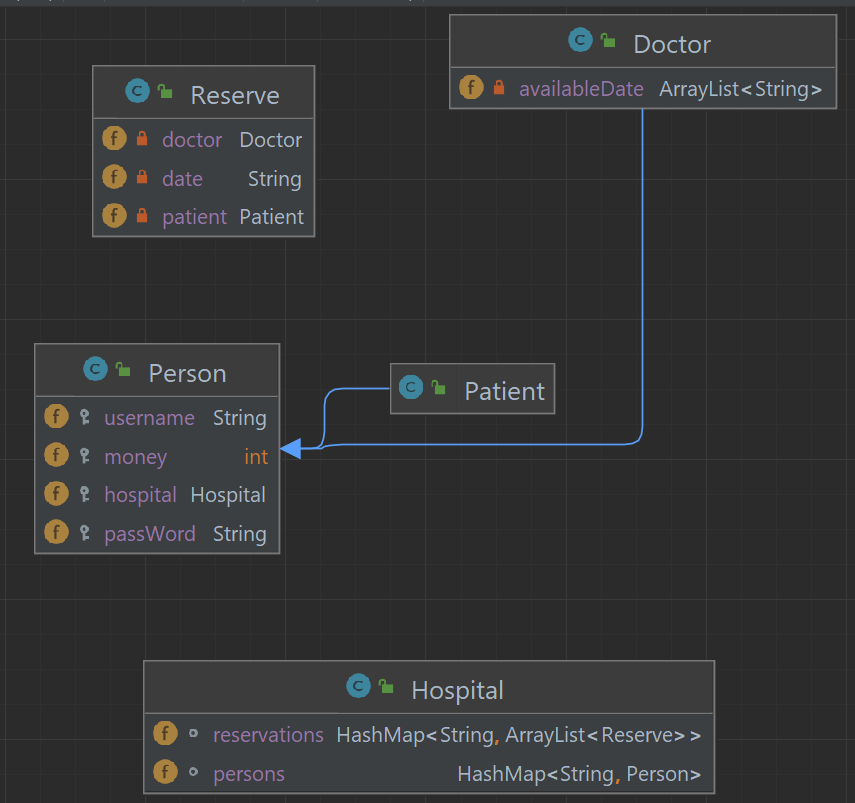 C Doctor
f availableDate ArrayList<String>
C Reserve
f doctor Doctor
f date String
f patient Patient
C Person
f username String
f money int
f hospital Hospital
f passWord String
C Patient
C Hospital
f reservations HashMap<String, ArrayList<Reserve>>
f persons HashMap<String, Person>